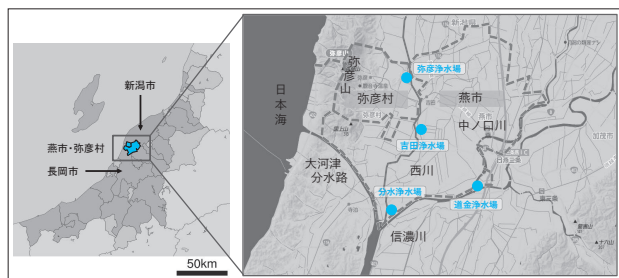 新潟市
燕市・弥彦村
長岡市
50km
日本海
弥彦山
弥彦浄水場
弥彦村
燕市
中ノ口川
吉田浄水場
大河津
分水路
西川
分水浄水場
道金浄水場
信濃川
加茂市